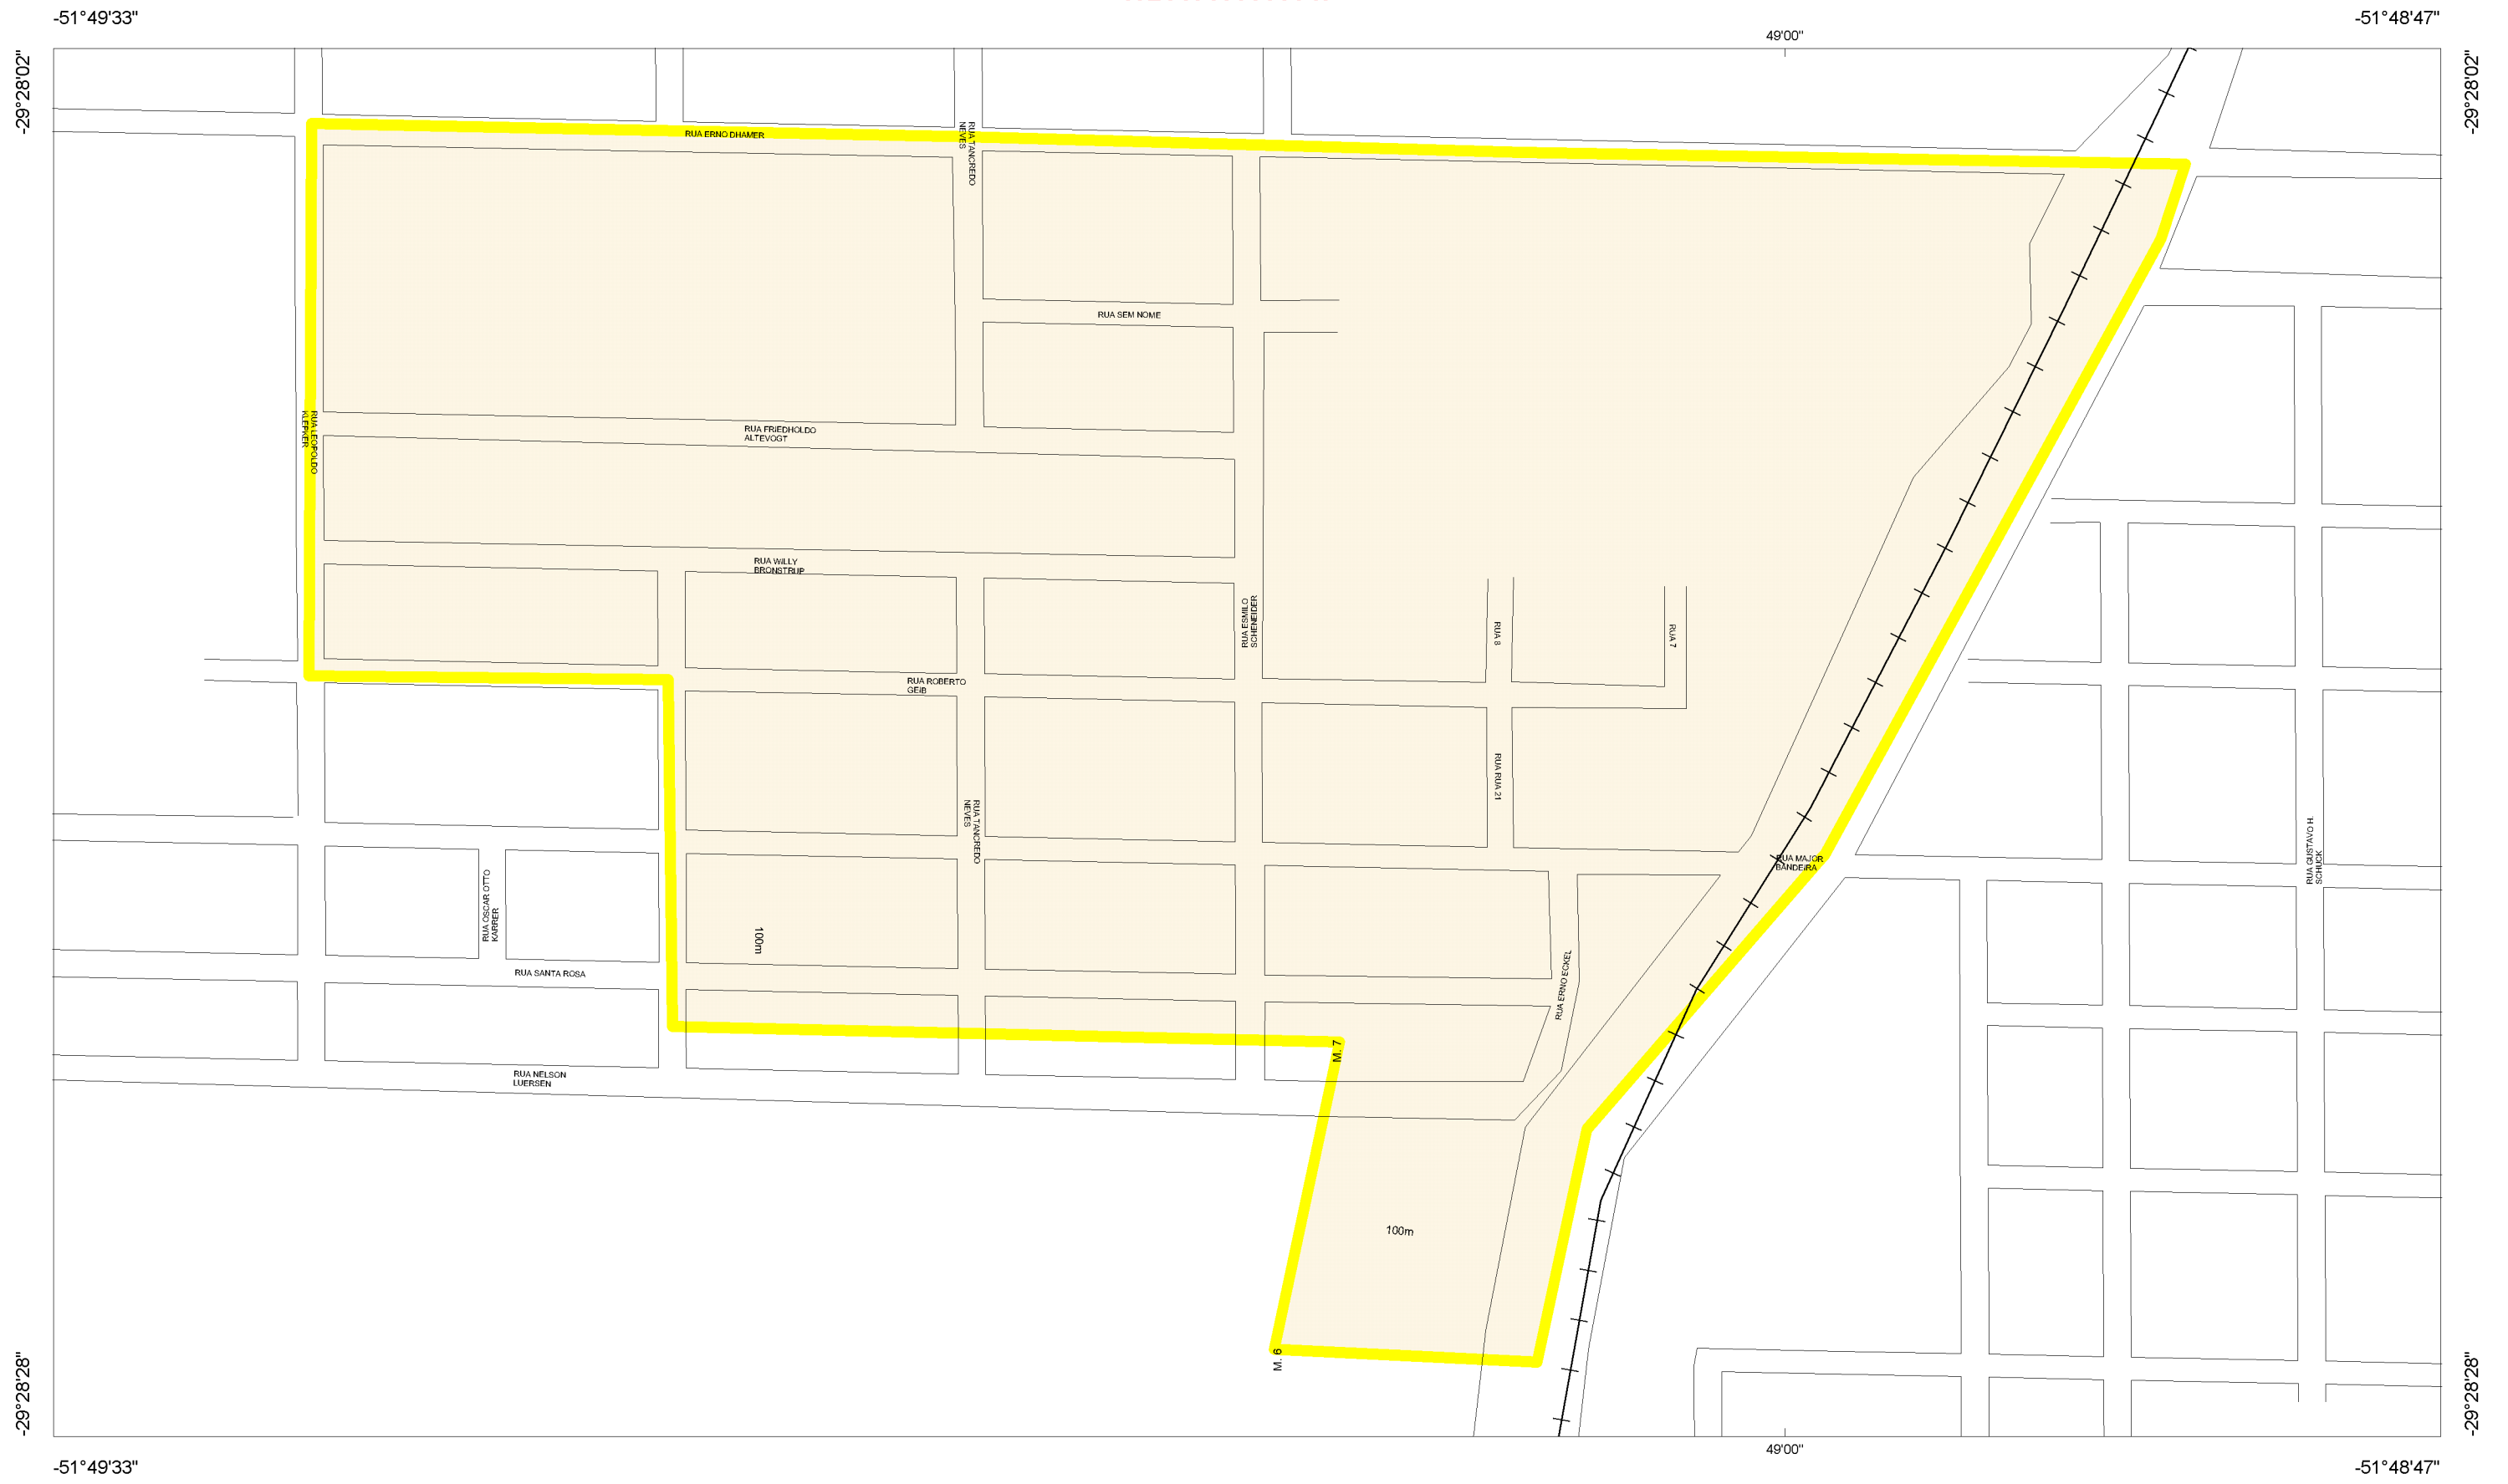 -51°49'33"
-51°48'47"
49'00"
-29°28'02"
-29°28'02"
RUA ERNO DHAMER
RUA TANCREDO
NEVES
RUA SEM NOME
RUA LEOPOLDO
KLEPKER
RUA FRIEDHOLDO
ALTEVOGT
RUA WILLY
BRONSTRUP
RUA ESMILO
SCHENEIDER
RUA 8
RUA 7
RUA ROBERTO
GEIB
RUA RUA 21
RUA TANCREDO
NEVES
RUA MAJOR
BANDEIRA
RUA GUSTAVO H.
SCHUCK
RUA OSCAR OTTO
KARRER
100m
RUA SANTA ROSA
RUA ERNO ECKEL
M. 7
RUA NELSON
LUERSEN
100m
M. 6
-29°28'28"
-29°28'28"
49'00"
-51°49'33"
-51°48'47"